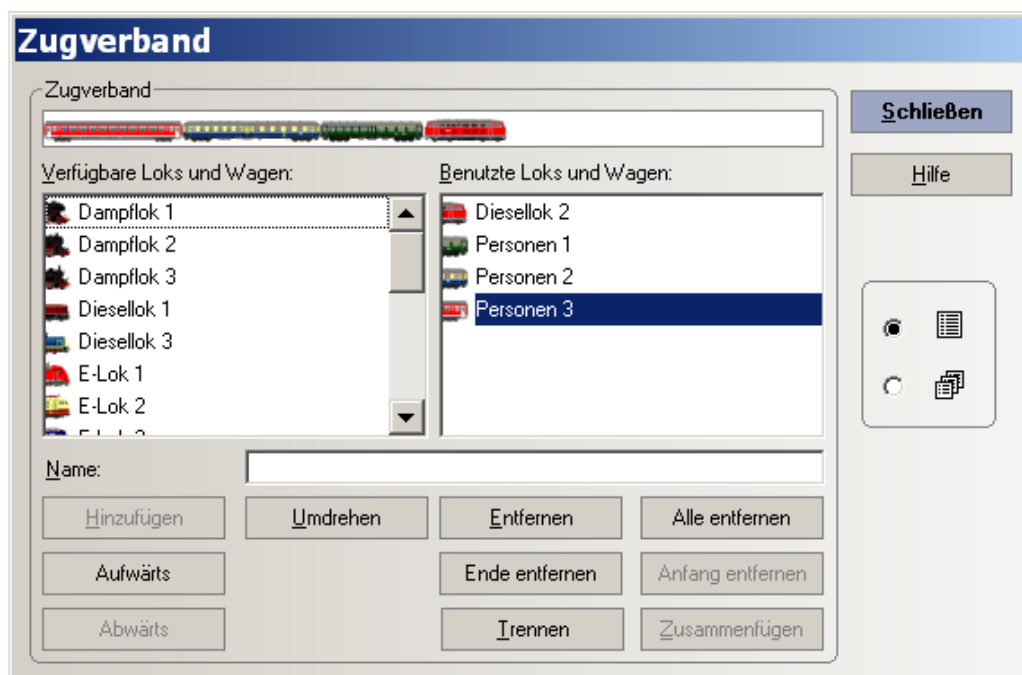 Zugverband
Zugverband
Schließen
Hilfe
Verfügbare Loks und Wagen:
Dampflok 1
Dampflok 2
Dampflok 3
Diesellok 1
Diesellok 3
E-Lok 1
E-Lok 2
Benutzte Loks und Wagen:
Diesellok 2
Personen 1
Personen 2
Personen 3
Name:
Hinzufügen Umdrehen Entfernen Alle entfernen
Aufwärts Ende entfernen Anfang entfernen
Abwärts Trennen Zusammenfügen